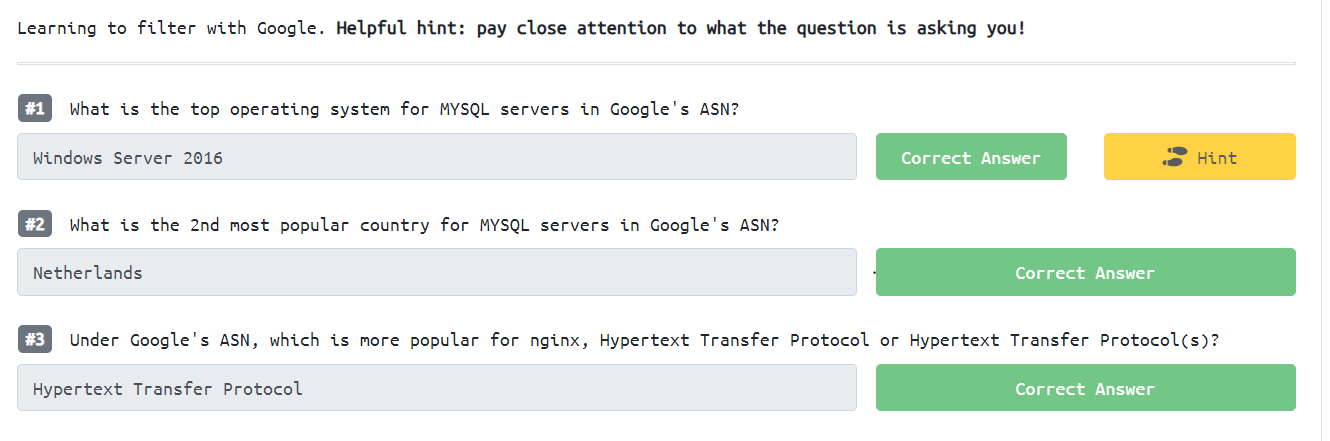 Learning to filter with Google. Helpful hint: pay close attention to what the question is asking you!
#1 What is the top operating system for MYSQL servers in Google's ASN?
Windows Server 2016 Correct Answer Hint
#2 What is the 2nd most popular country for MYSQL servers in Google's ASN?
Netherlands Correct Answer
#3 Under Google's ASN, which is more popular for nginx, Hypertext Transfer Protocol or Hypertext Transfer Protocol(s)?
Hypertext Transfer Protocol Correct Answer